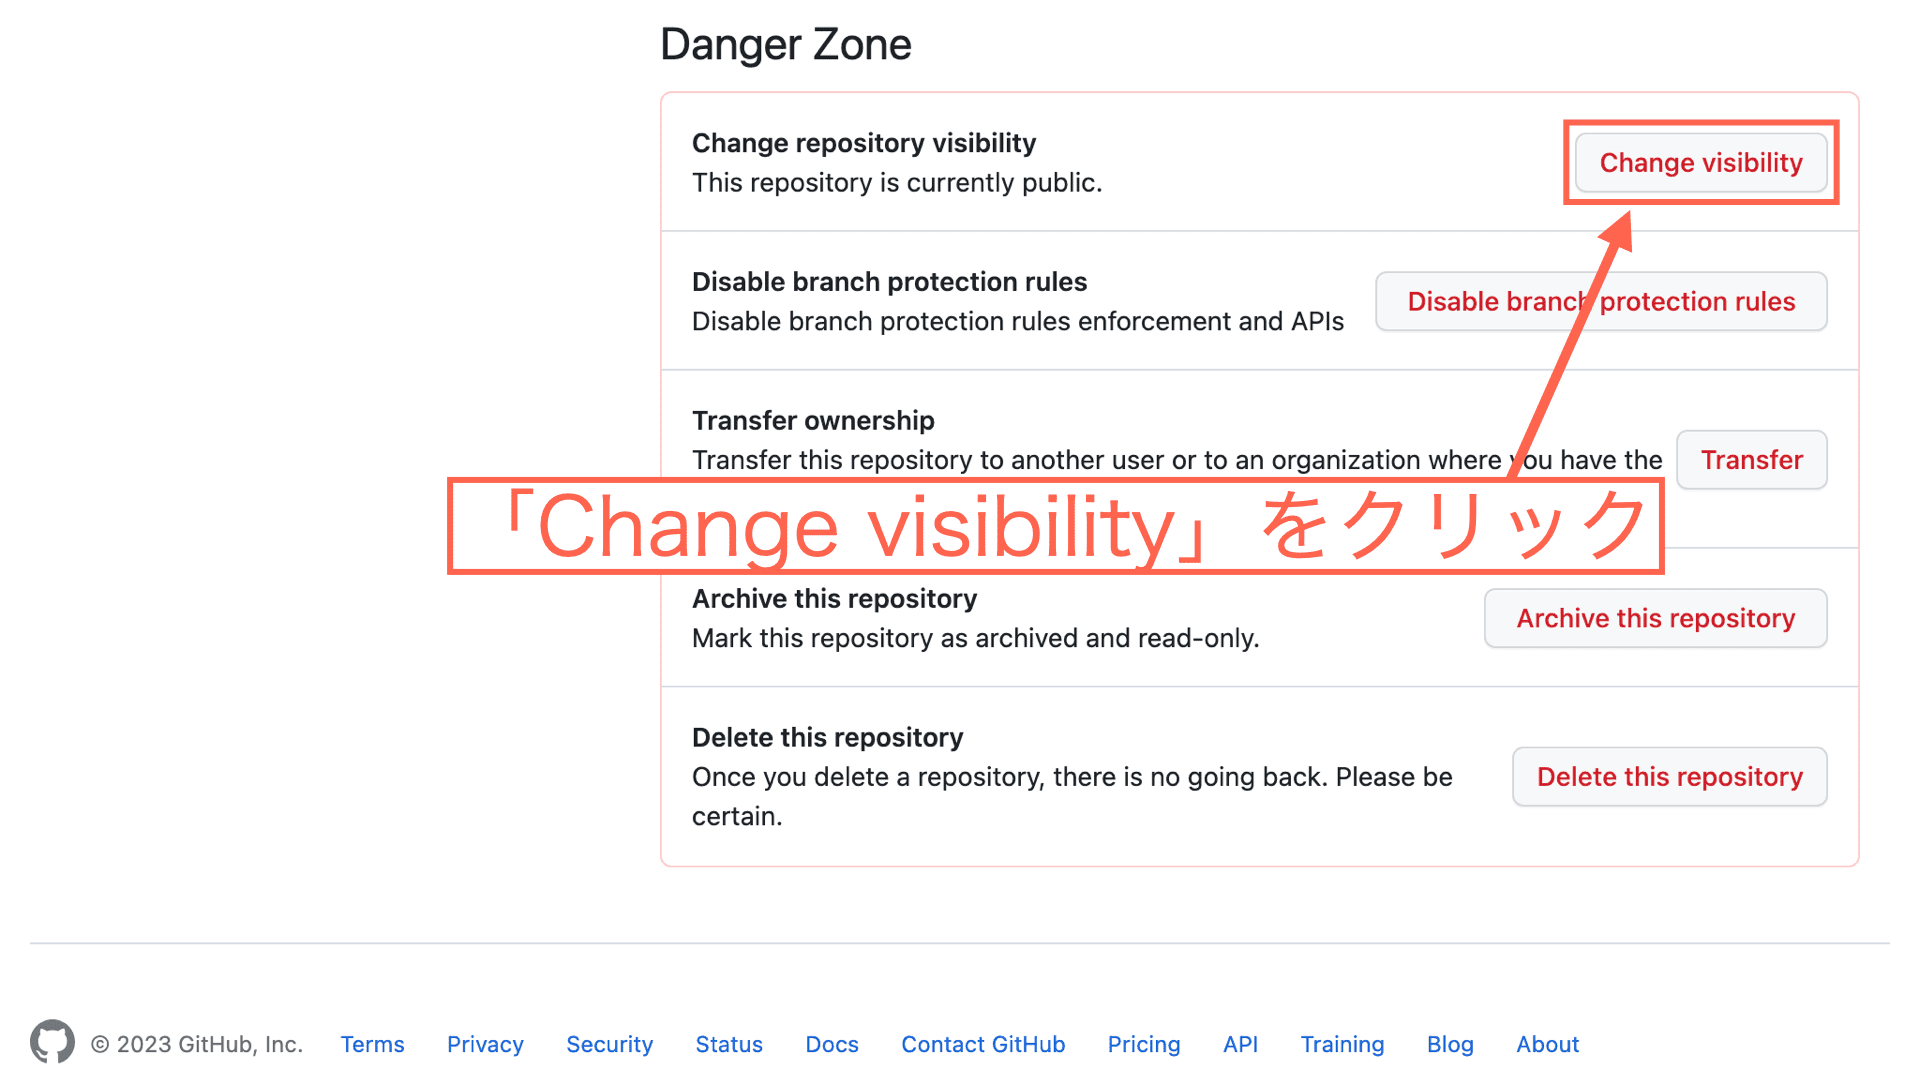 Danger Zone
Change repository visibility
This repository is currently public.
Change visibility
Disable branch protection rules
Disable branch protection rules enforcement and APIs
Disable branch protection rules
Transfer ownership
Transfer this repository to another user or to an organization where you have the
Transfer
「Change visibility」をクリック
Archive this repository
Mark this repository as archived and read-only.
Archive this repository
Delete this repository
Once you delete a repository, there is no going back. Please be
certain.
Delete this repository
© 2023 GitHub, Inc. Terms Privacy Security Status Docs Contact GitHub Pricing API Training Blog About